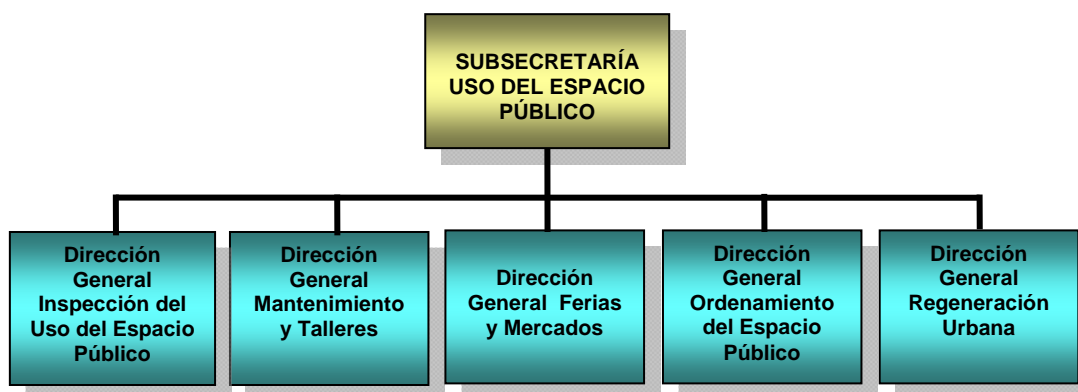 SUBSECRETARÍA
USO DEL ESPACIO
PÚBLICO
Dirección
General
Inspección del
Uso del Espacio
Público
Dirección
General
Mantenimiento
y Talleres
Dirección
General Ferias
y Mercados
Dirección
General
Ordenamiento
del Espacio
Público
Dirección
General
Regeneración
Urbana